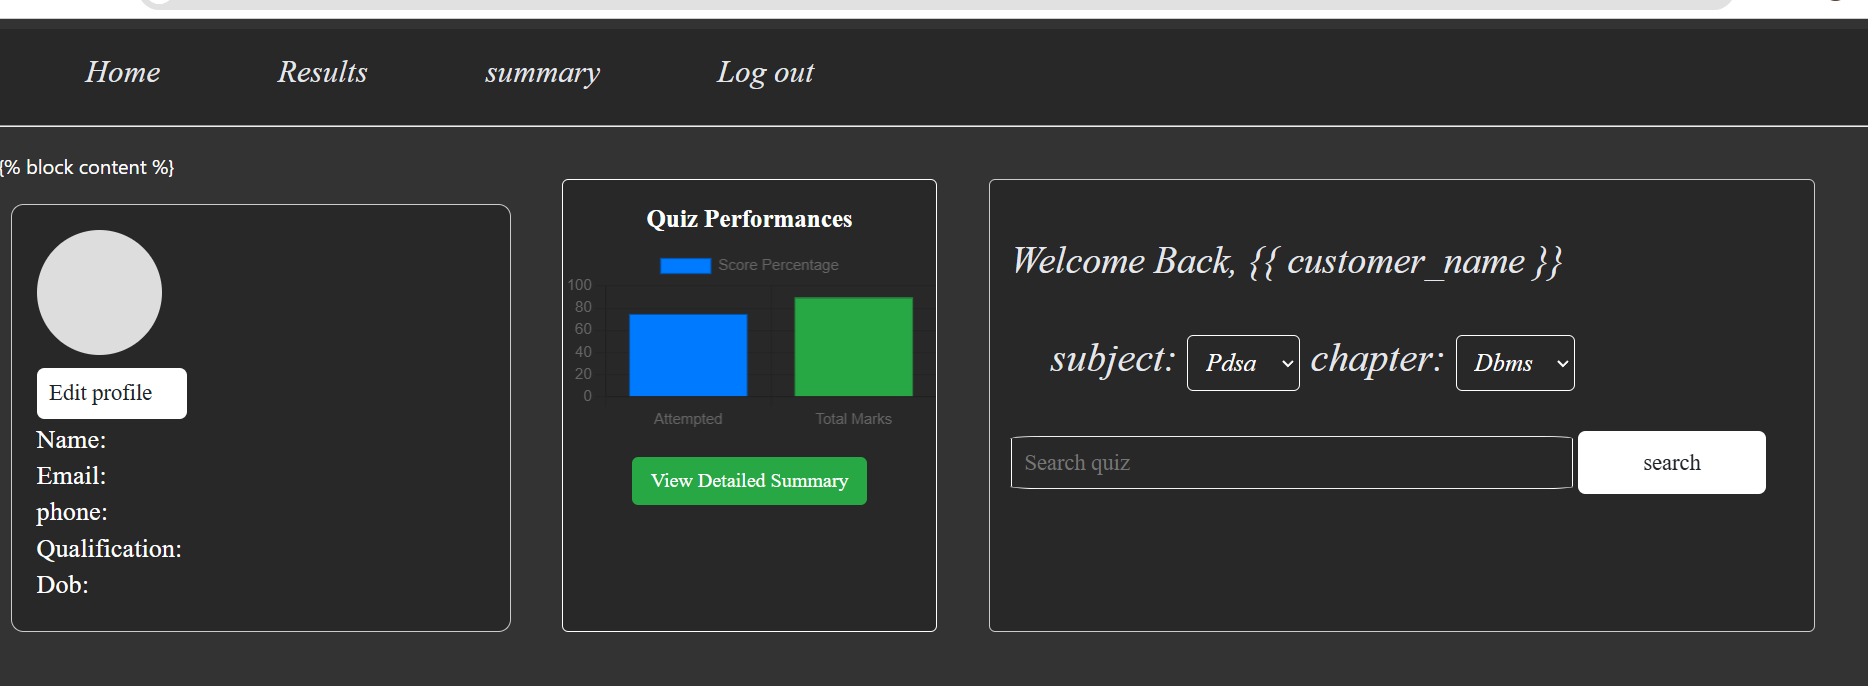 Home Results summary Log out
{% block content %}
Edit profile
Name:
Email:
phone:
Qualification:
Dob:
Quiz Performances
Score Percentage
100
80
60
40
20
0
Attempted Total Marks
View Detailed Summary
Welcome Back, {{ customer_name }}
subject: Pdsa chapter: Dbms
Search quiz search